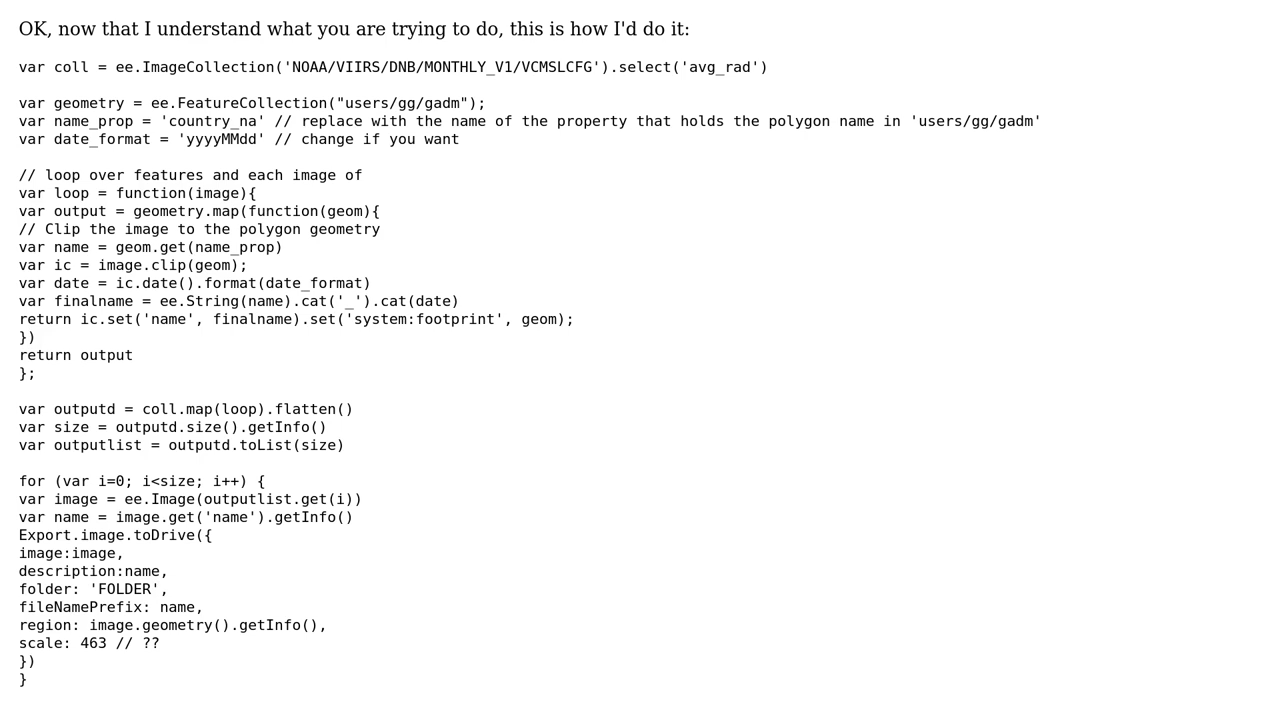 OK, now that I understand what you are trying to do, this is how I'd do it:
var coll = ee.ImageCollection('NOAA/VIIRS/DNB/MONTHLY_V1/VCMSLCFG').select('avg_rad')
var geometry = ee.FeatureCollection("users/gg/gadm");
var name_prop = 'country_na' // replace with the name of the property that holds the polygon name in 'users/gg/gadm'
var date_format = 'yyyyMMdd' // change if you want
// loop over features and each image of
var loop = function(image){
var output = geometry.map(function(geom){
// Clip the image to the polygon geometry
var name = geom.get(name_prop)
var ic = image.clip(geom);
var date = ic.date().format(date_format)
var finalname = ee.String(name).cat('_').cat(date)
return ic.set('name', finalname).set('system:footprint', geom);
})
return output
};
var outputd = coll.map(loop).flatten()
var size = outputd.size().getInfo()
var outputlist = outputd.toList(size)
for (var i=0; i<size; i++) {
var image = ee.Image(outputlist.get(i))
var name = image.get('name').getInfo()
Export.image.toDrive({
image:image,
description:name,
folder: 'FOLDER',
fileNamePrefix: name,
region: image.geometry().getInfo(),
scale: 463 // ??
})
}